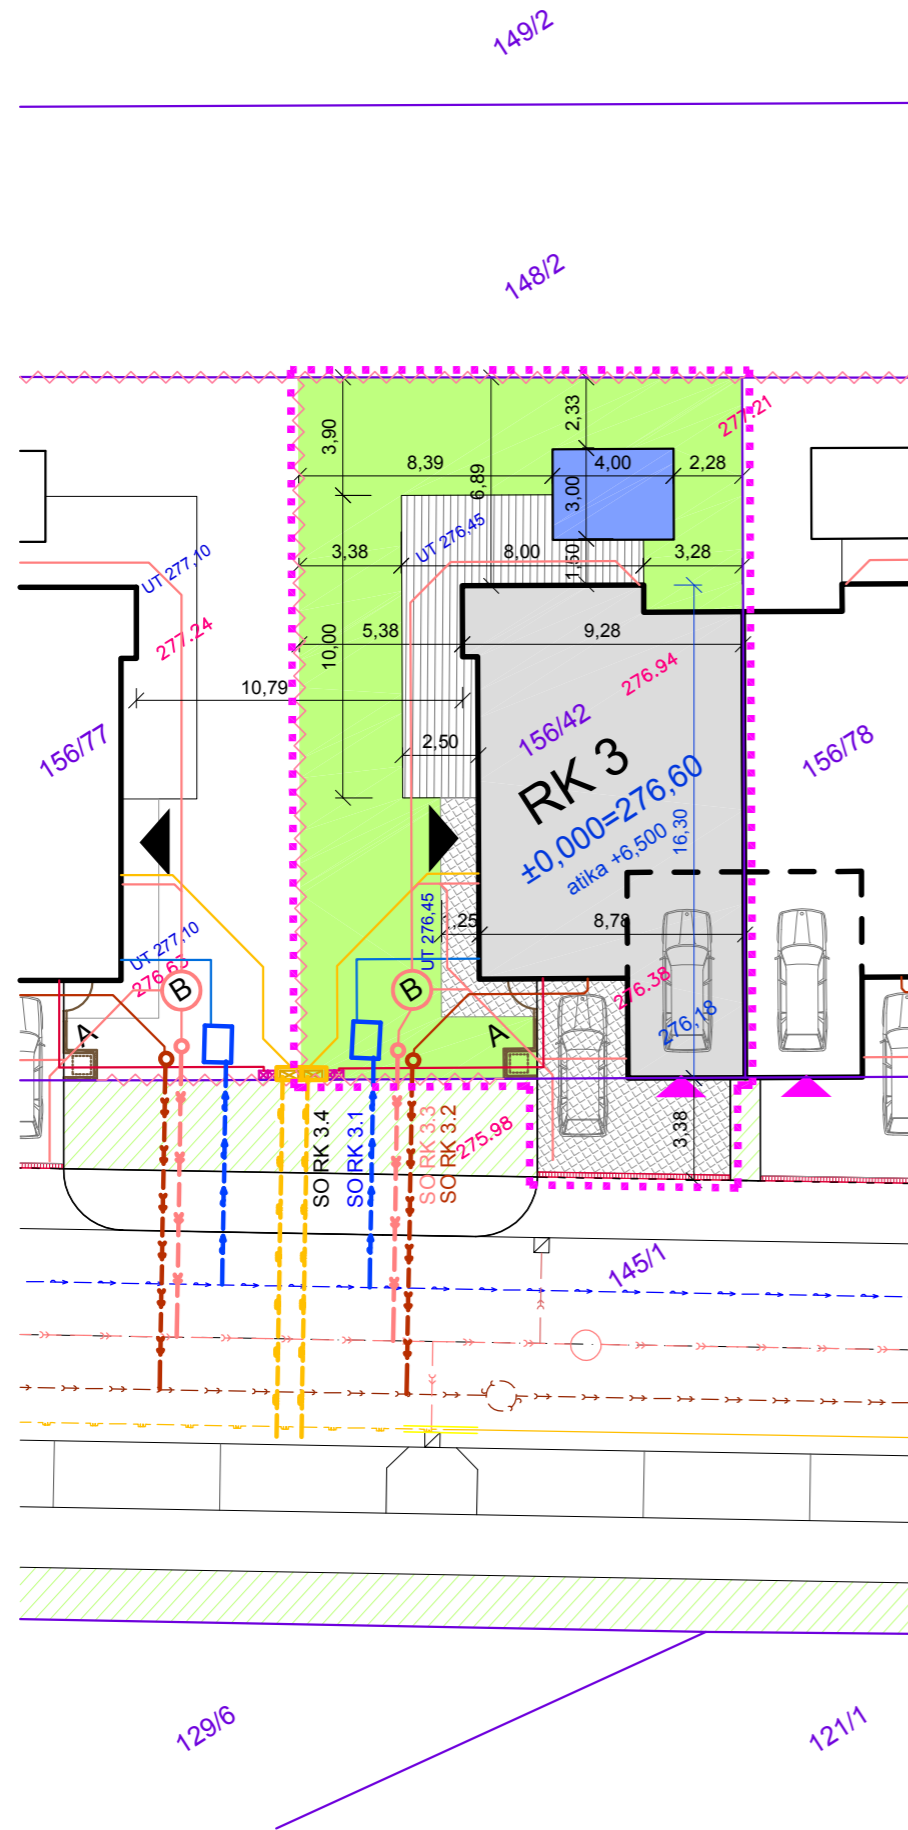 149/2
148/2
277.21
3,90
2,33
8,39
4,00
2,28
6,89
3,00
UT 276,45
3,38
8,00
1,50
3,28
UT 277,10
277.24
10,00
5,38
9,28
276.94
10,79
156/77
2,50
156/42
156/78
RK 3
±0,000=276,60
atika +6,500
16,30
UT 277,10
276.63
UT 276,45
,25
8,78
B
B
276.38
276,18
A
A
SO RK 3.4
SO RK 3.1
SO RK 3.3
SO RK 3.2
275.98
3,38
145/1
129/6
121/1